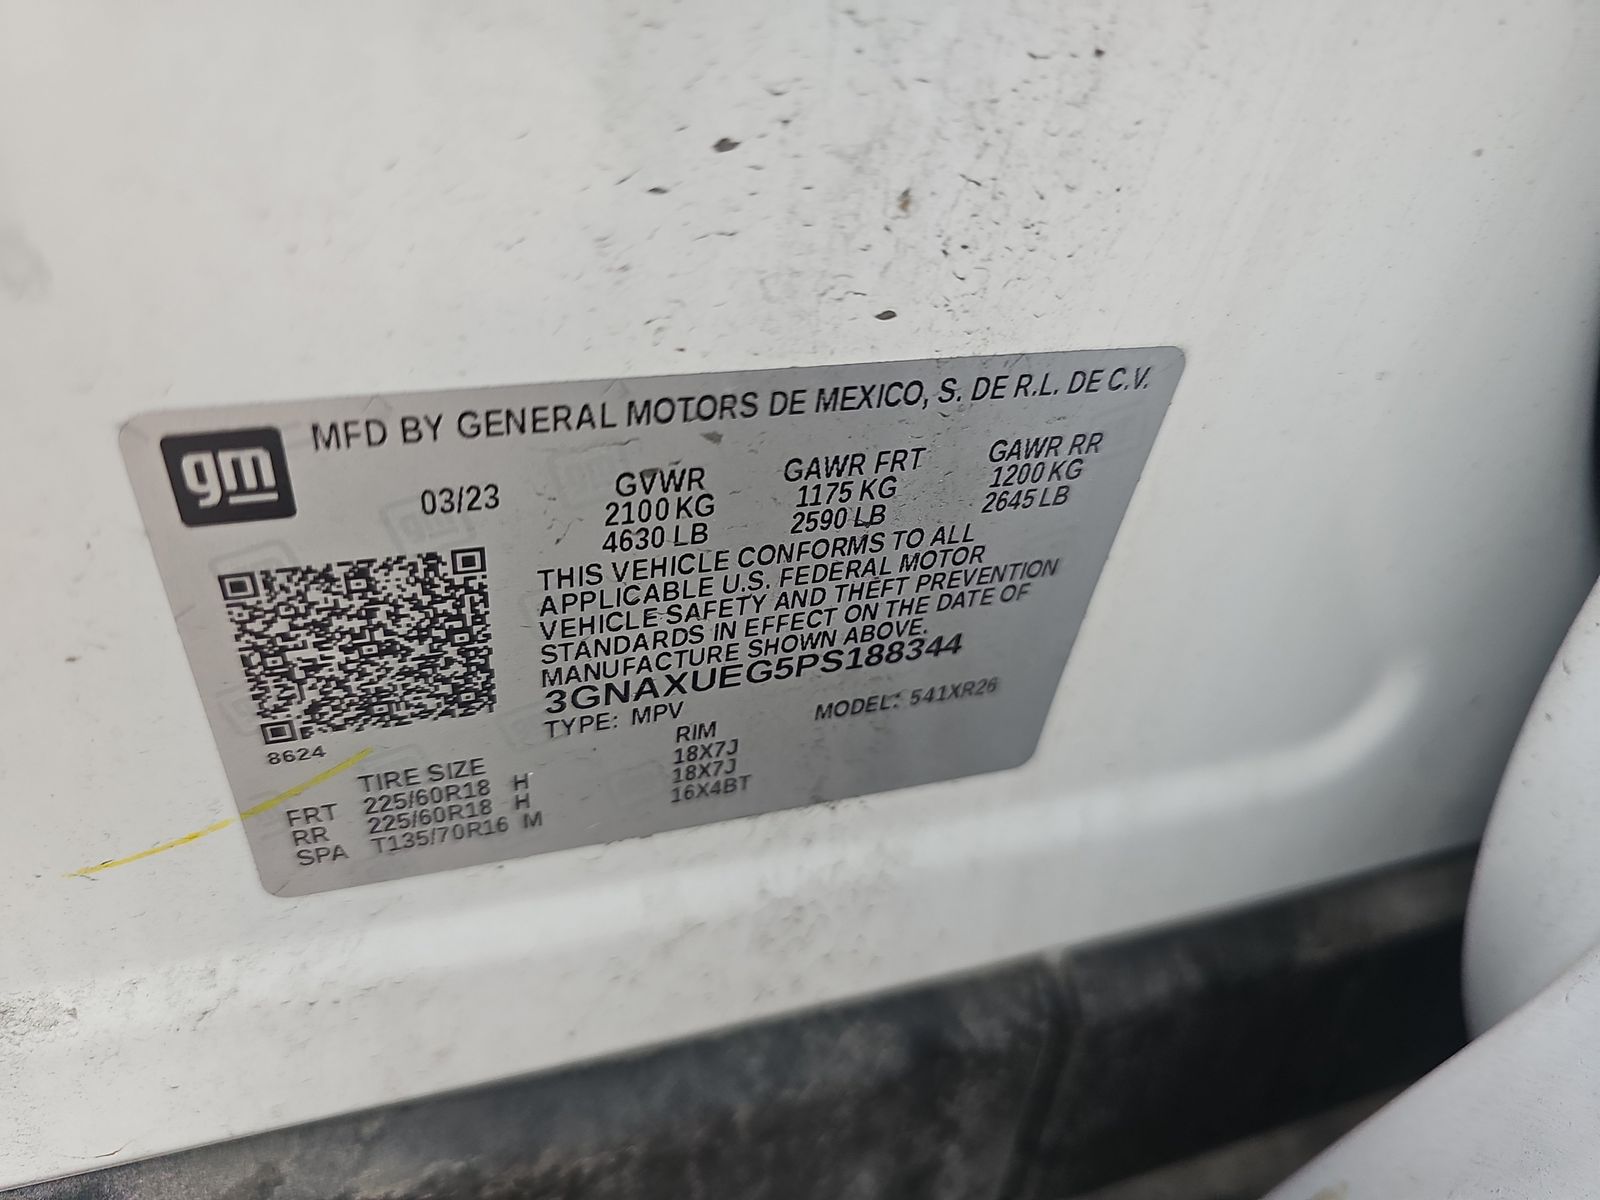 gm MFD BY GENERAL MOTORS DE MEXICO, S. DE R.L. DE C.V.
03/23
GVWR GAWR FRT GAWR RR
2100 KG 1175 KG 1200 KG
4630 LB 2590 LB 2645 LB
THIS VEHICLE CONFORMS TO ALL
APPLICABLE U.S. FEDERAL MOTOR
VEHICLE SAFETY AND THEFT PREVENTION
STANDARDS IN EFFECT ON THE DATE OF
MANUFACTURE SHOWN ABOVE.
3GNAXUEG5PS188344
TYPE: MPV MODEL: 541XR26
8624
TIRE SIZE RIM
FRT 225/60R18 H 18X7J
RR 225/60R18 H 18X7J
SPA T135/70R16 M 16X4BT